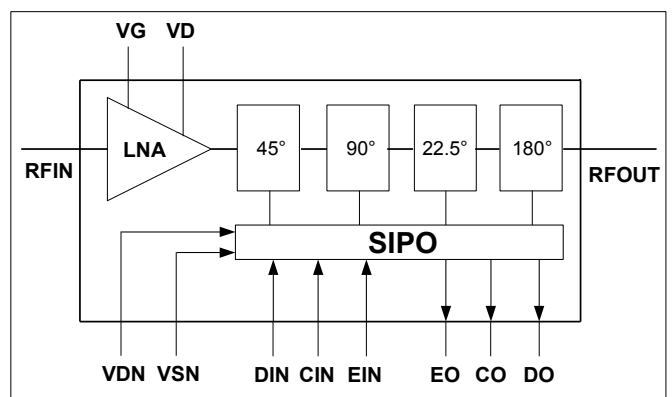 VG VD
LNA 45° 90° 22.5° 180°
RFIN RFOUT
SIPO
VDN VSN DIN CIN EIN EO CO DO